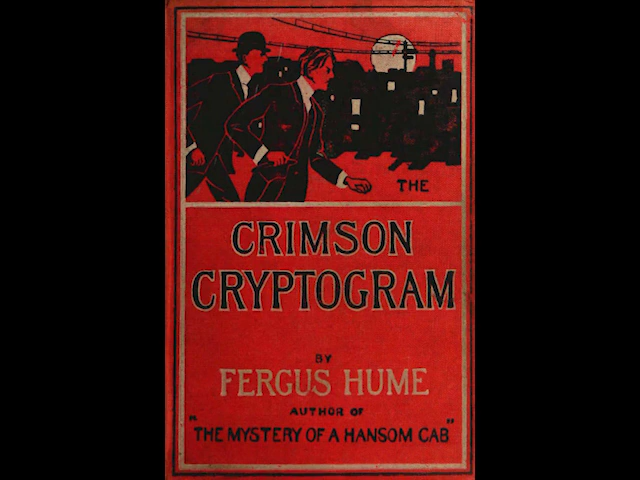 THE
CRIMSON
CRYPTOGRAM
BY
FERGUS HUME
AUTHOR OF
"THE MYSTERY OF A HANSOM CAB"